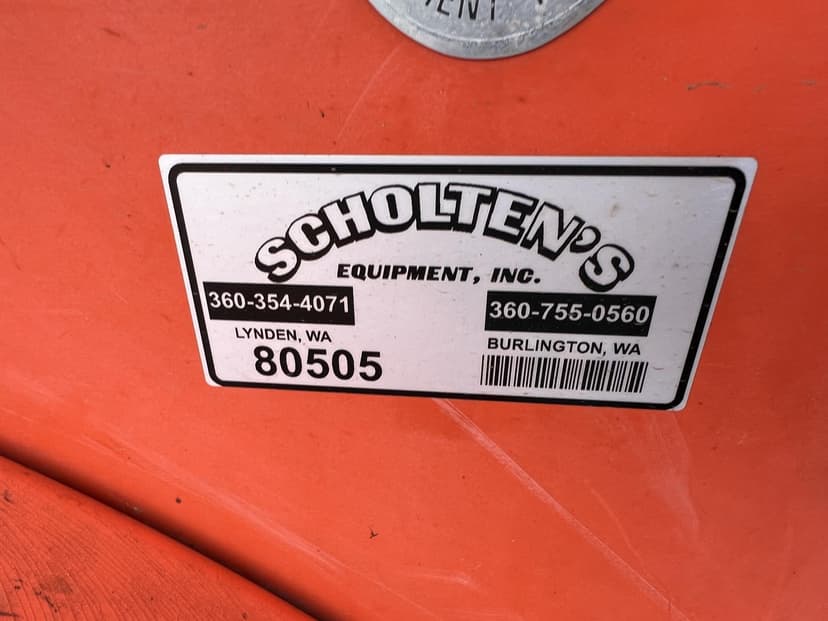 SCHOLTEN'S
EQUIPMENT, INC.
360-354-4071 360-755-0560
LYNDEN, WA BURLINGTON, WA
80505